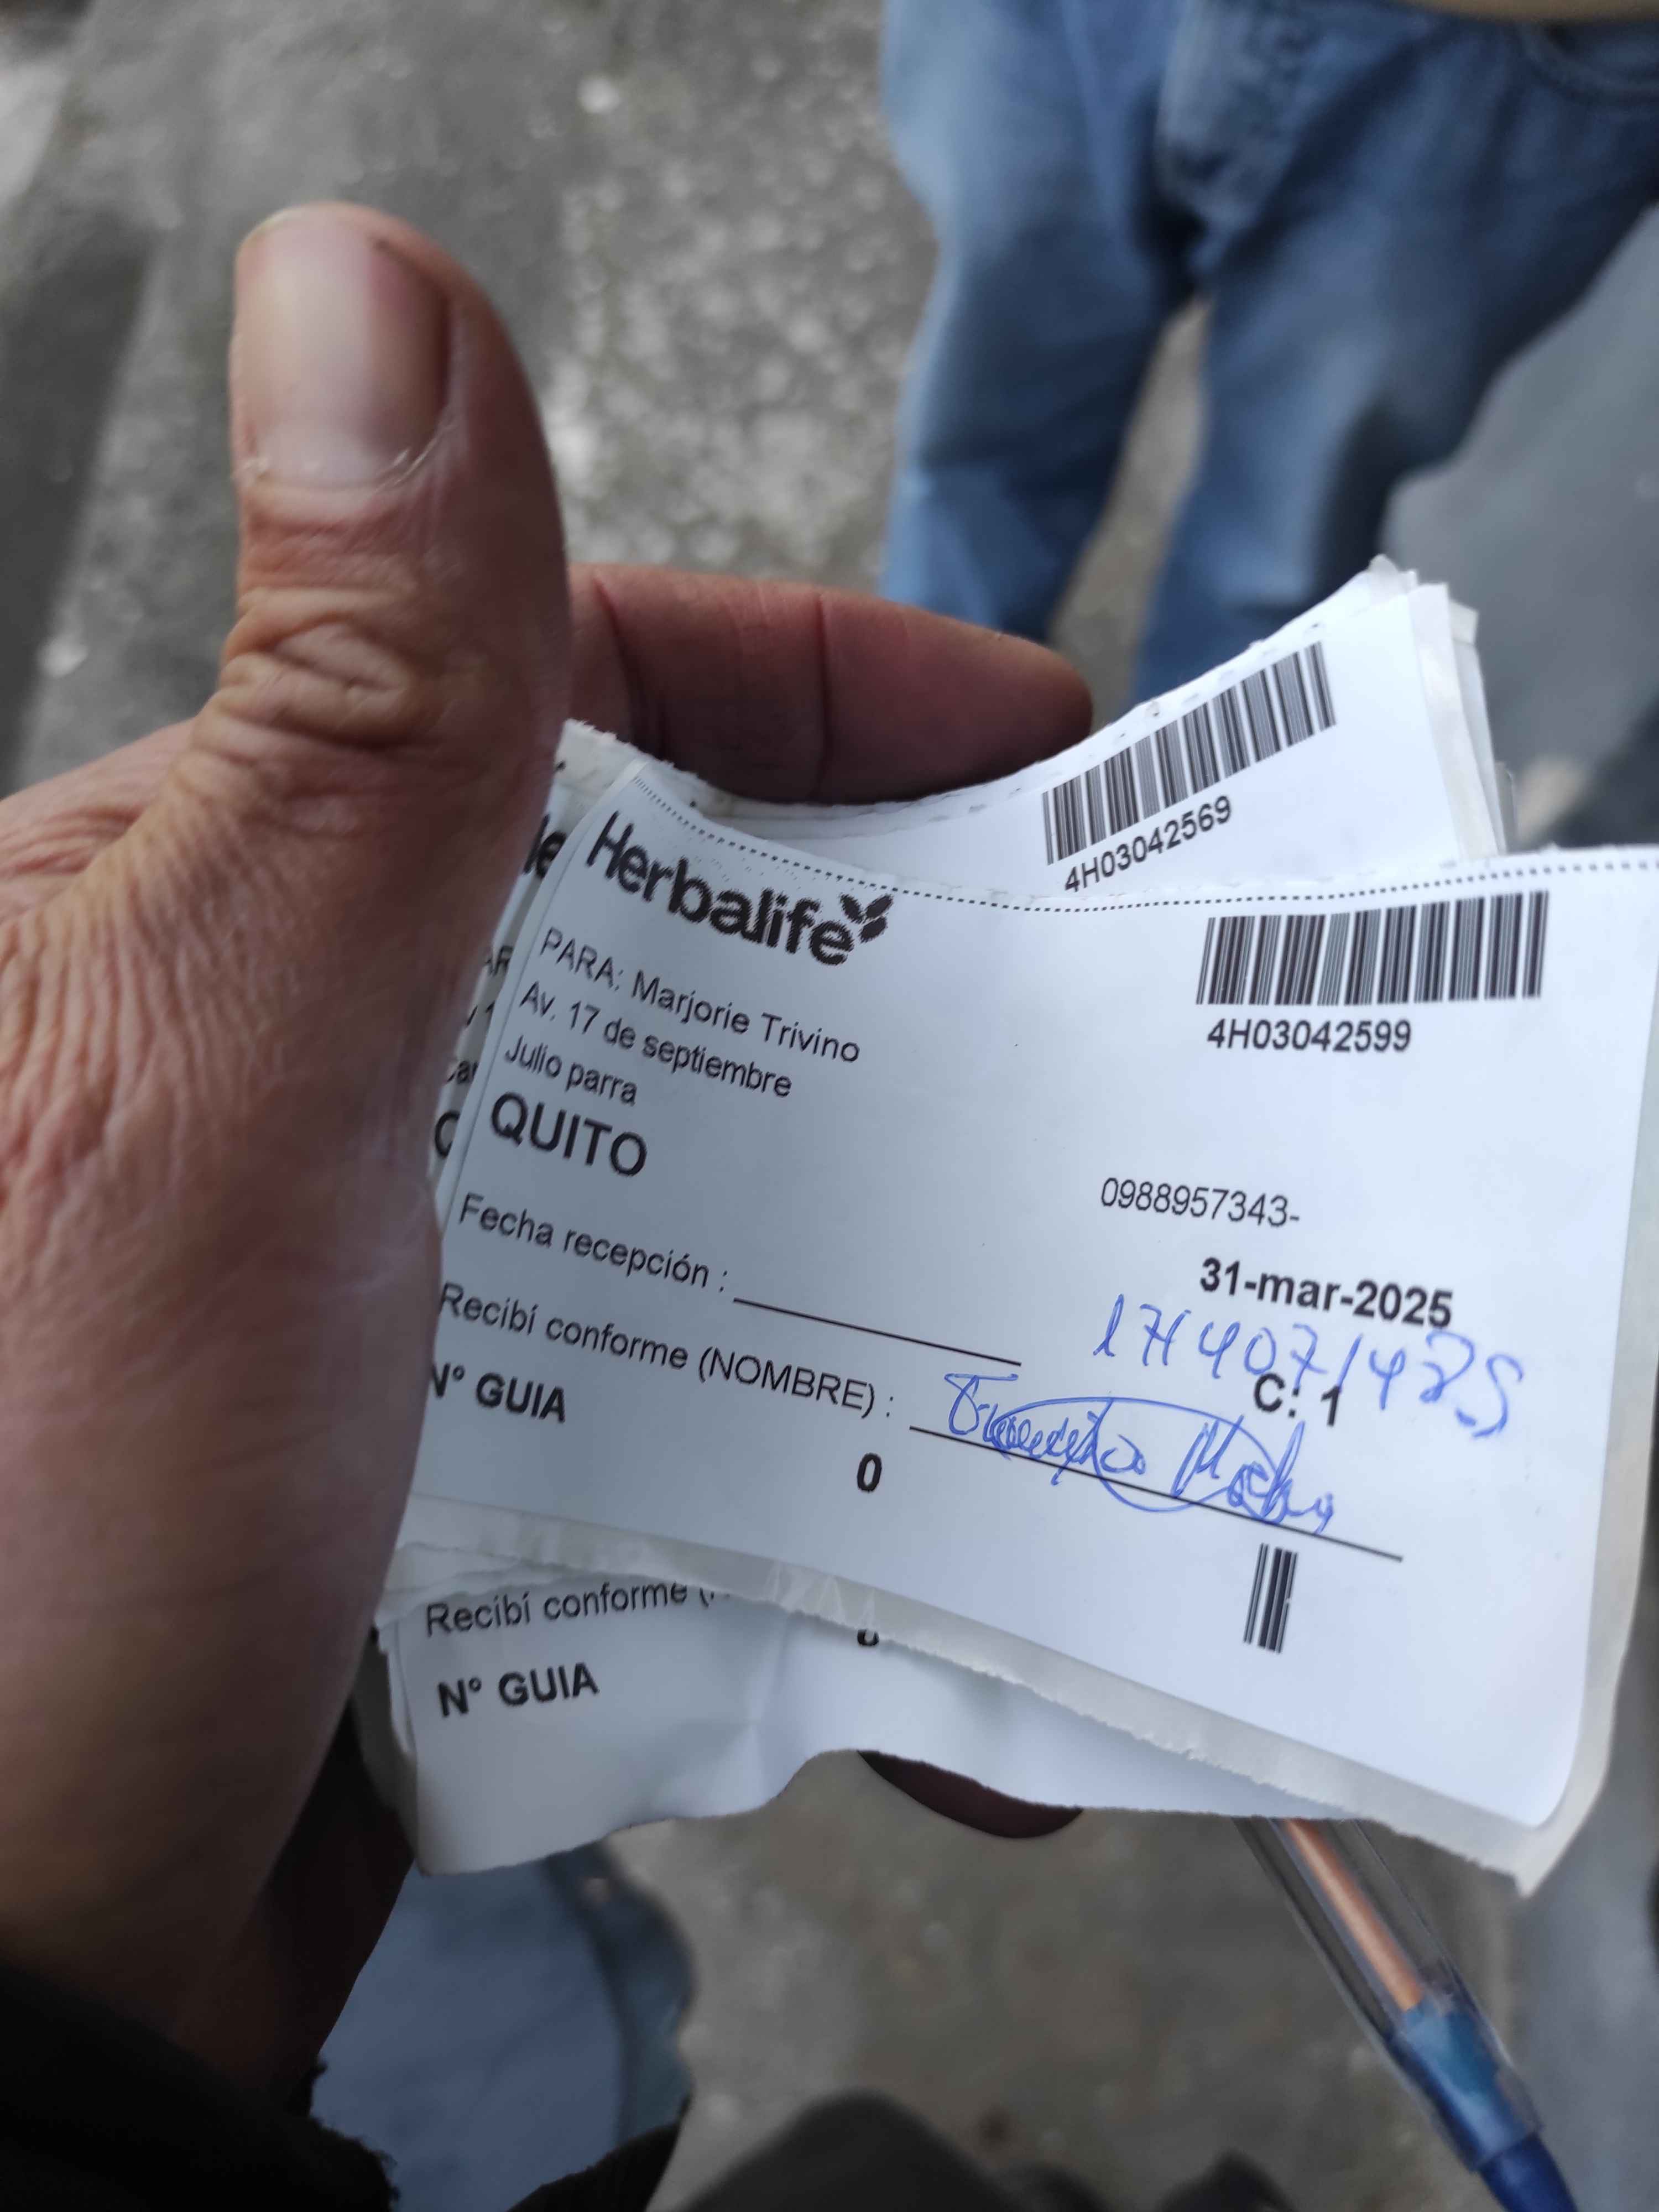 4H03042569
Herbalife
4H03042599
PARA: Marjorie Trivino
Av. 17 de septiembre
Julio parra
QUITO
0988957343-
Fecha recepción :
31-mar-2025
Recibí conforme (NOMBRE) :
C: 1
N° GUIA
0
Recibí conforme
N° GUIA